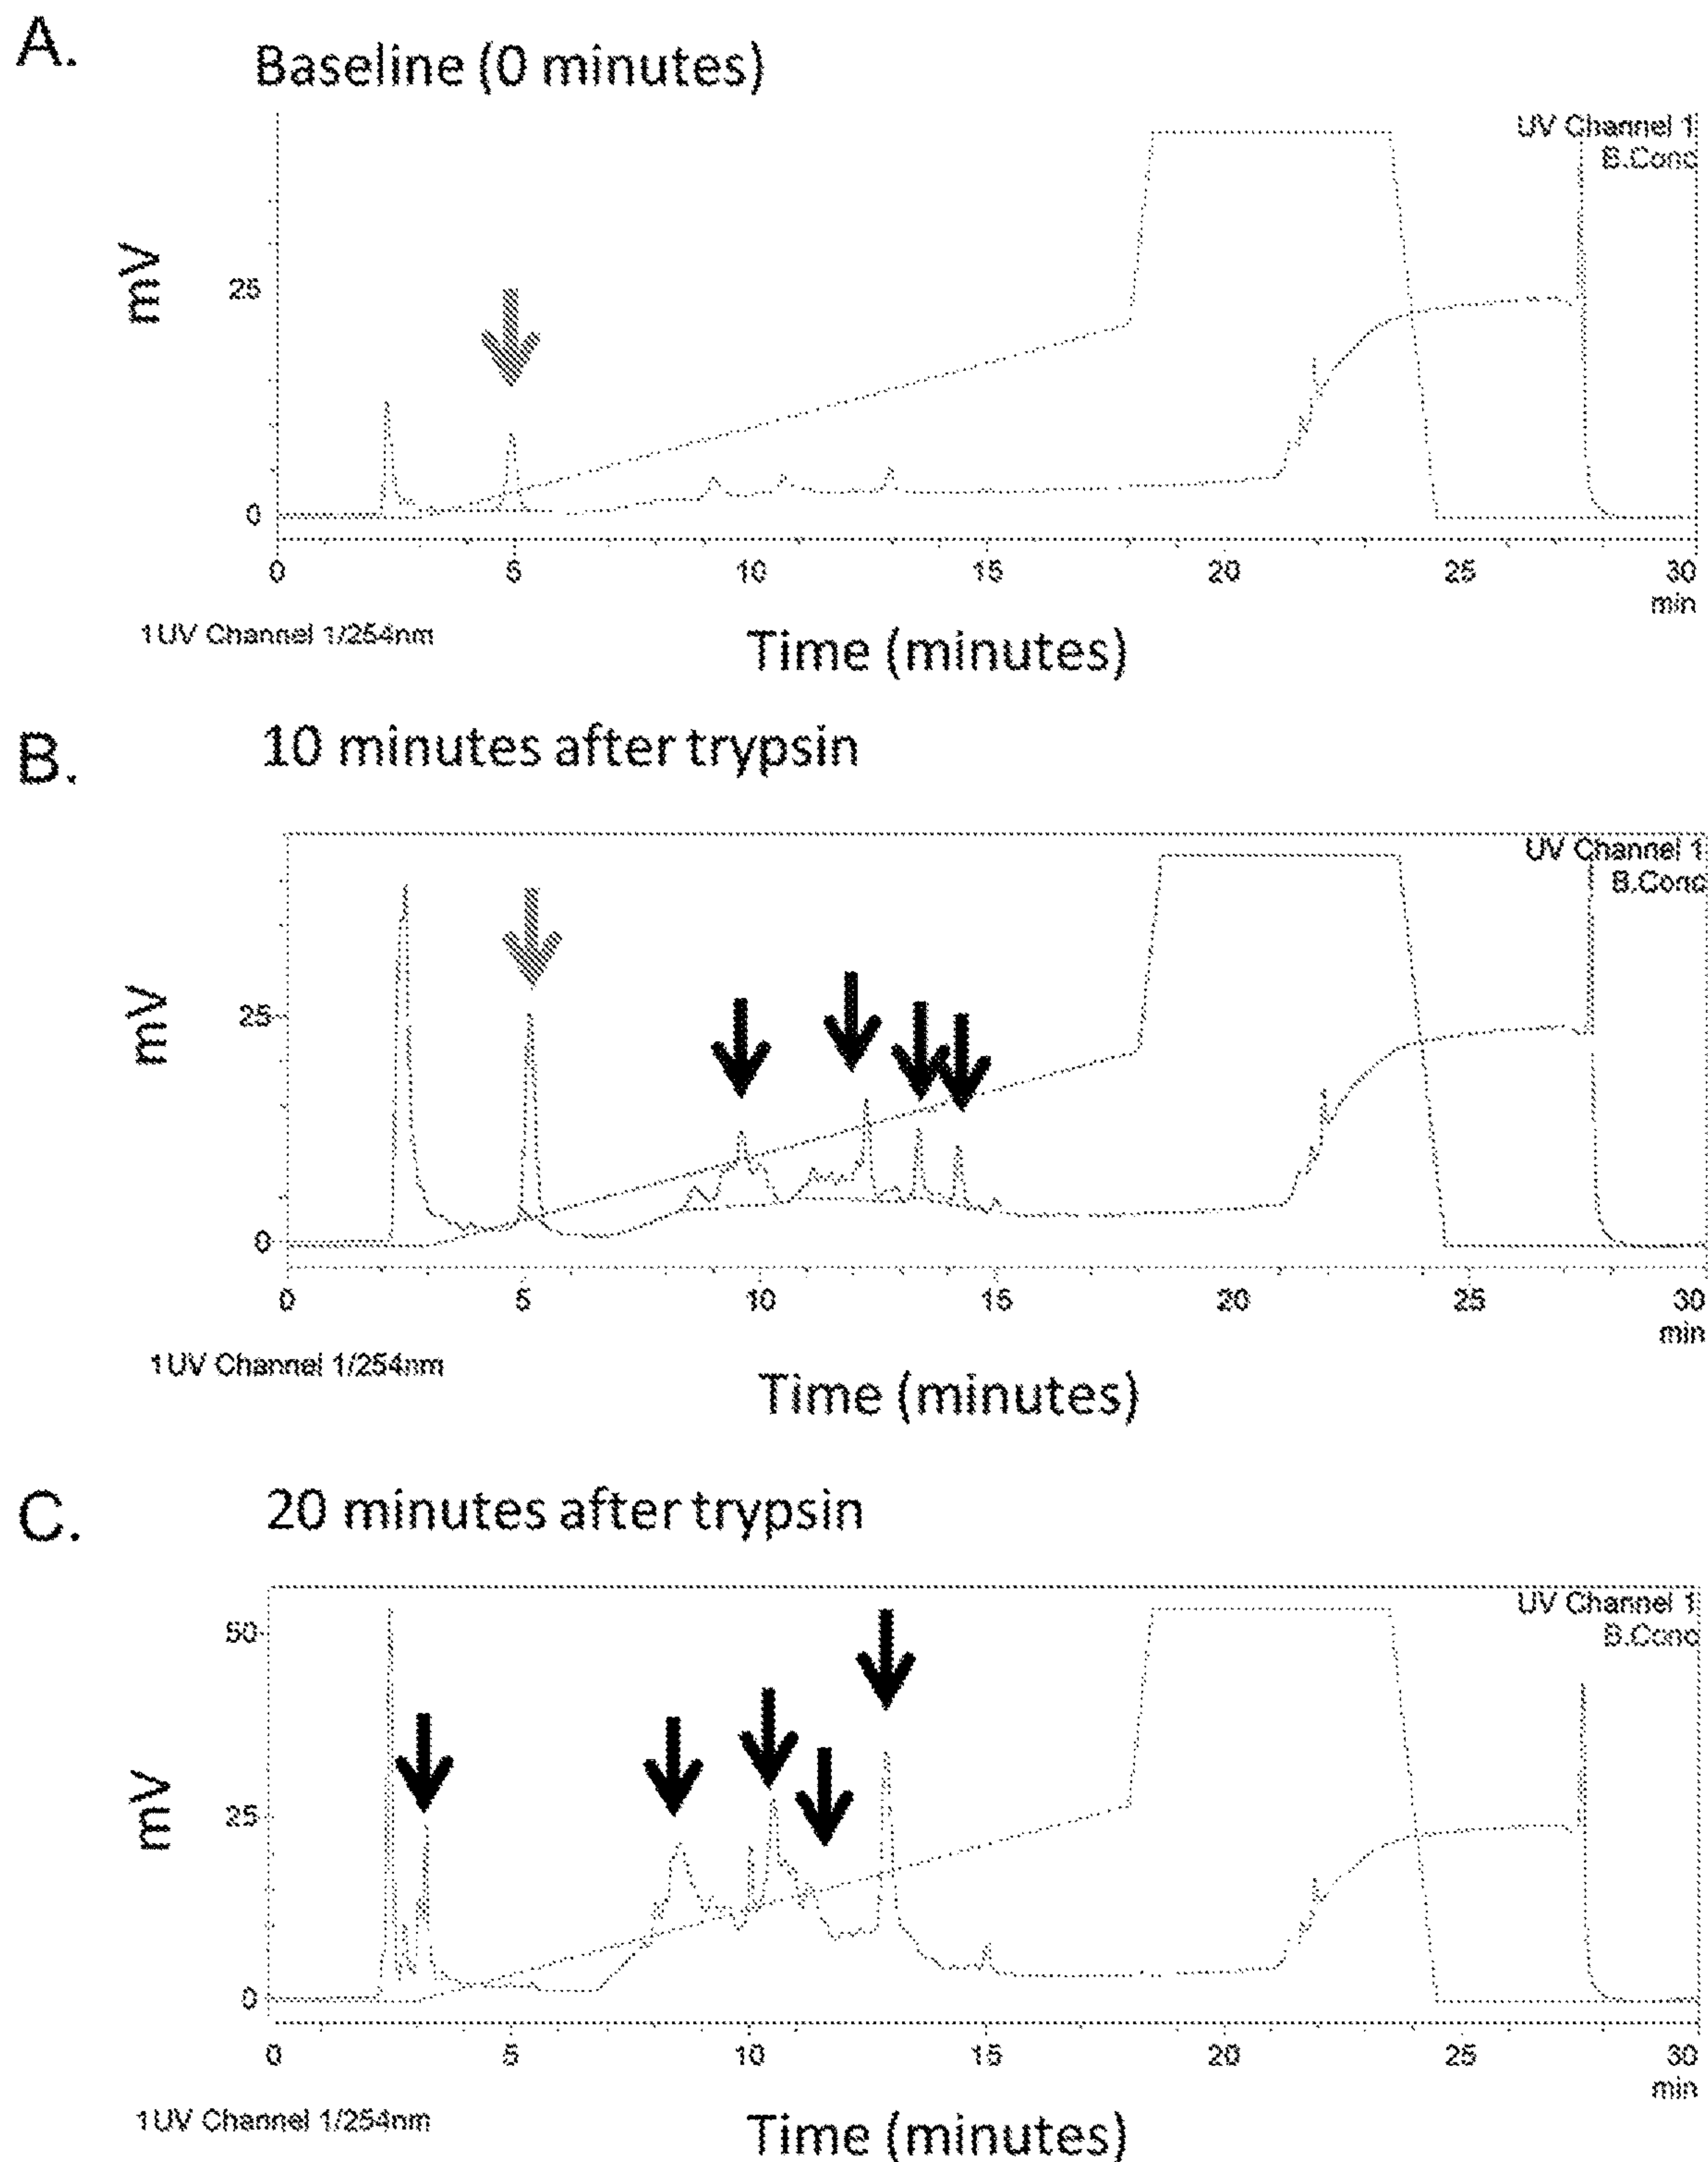 A.
Baseline (0 minutes)
UV Channel 1
B.Conc
mV
25
0
0 5 10 15 20 25 30
min
1UV Channel 1/254nm
Time (minutes)
B.
10 minutes after trypsin
UV Channel 1
B.Conc
mV
25
0
0 5 10 15 20 25 30
min
1UV Channel 1/254nm
Time (minutes)
C.
20 minutes after trypsin
UV Channel 1
B.Conc
mV
50
25
0
0 5 10 15 20 25 30
min
1UV Channel 1/254nm
Time (minutes)